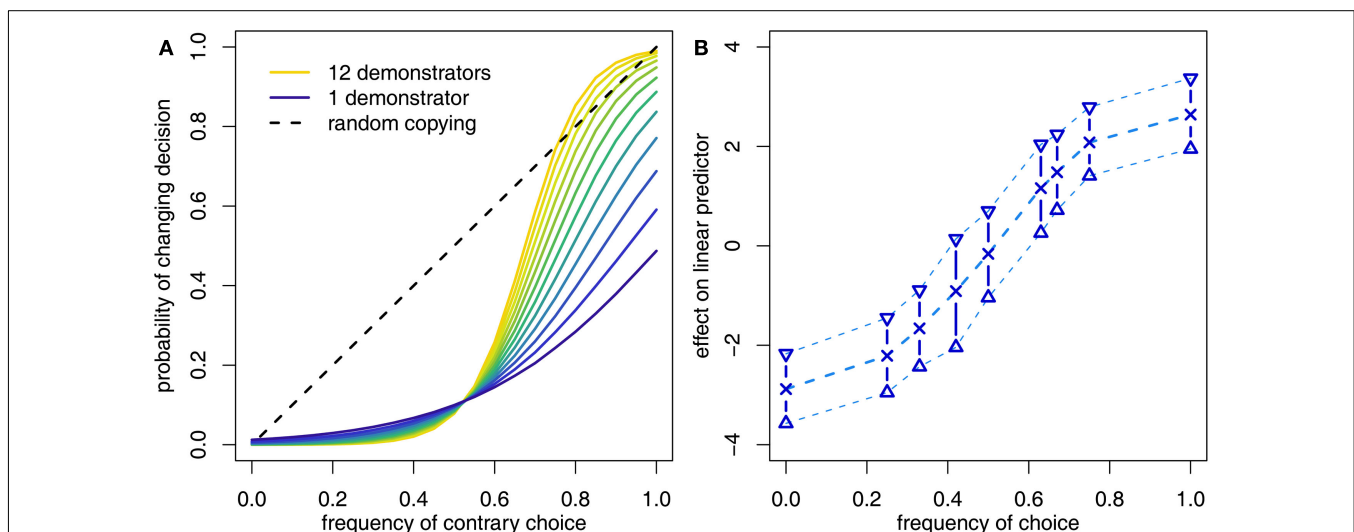 A
12 demonstrators
1 demonstrator
random copying
probability of changing decision
0.0 0.2 0.4 0.6 0.8 1.0
0.0 0.2 0.4 0.6 0.8 1.0
frequency of contrary choice
B
effect on linear predictor
−4 −2 0 2 4
0.0 0.2 0.4 0.6 0.8 1.0
frequency of choice